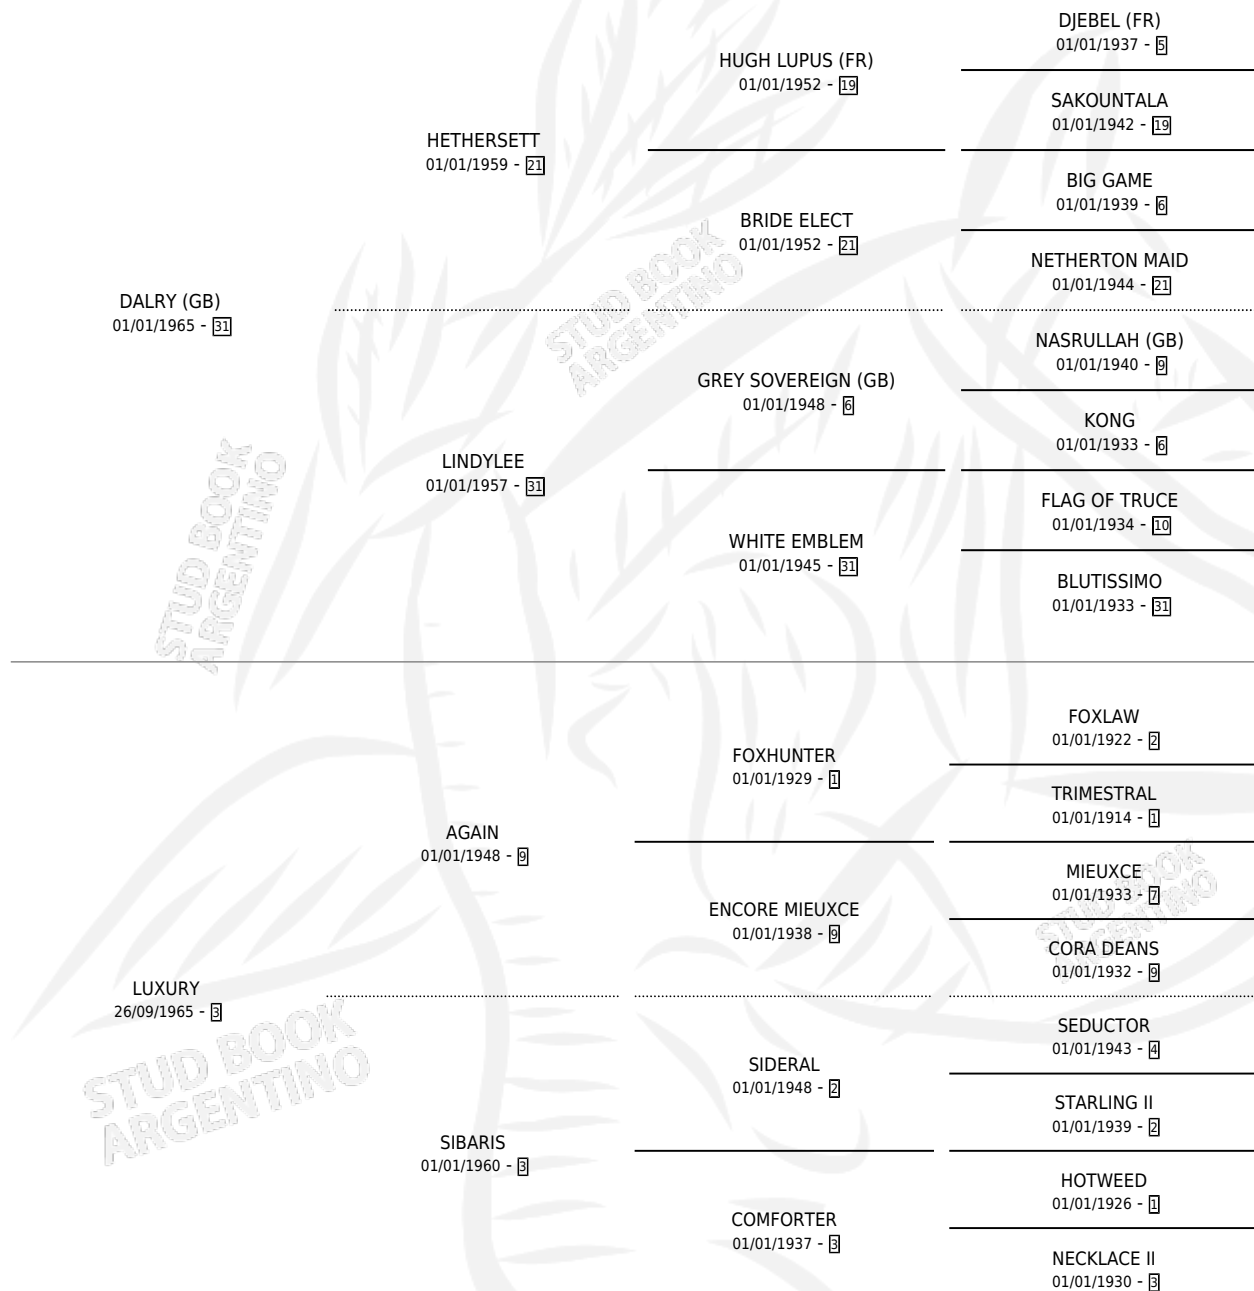 DJEBEL (FR)
01/01/1937 - 5
HUGH LUPUS (FR)
01/01/1952 - 19
SAKOUNTALA
01/01/1942 - 19
HETHERSETT
01/01/1959 - 21
BIG GAME
01/01/1939 - 6
BRIDE ELECT
01/01/1952 - 21
NETHERTON MAID
01/01/1944 - 21
DALRY (GB)
01/01/1965 - 31
STUD BOOK
ARGENTINO
NASRULLAH (GB)
01/01/1940 - 9
GREY SOVEREIGN (GB)
01/01/1948 - 6
KONG
01/01/1933 - 6
LINDYLEE
01/01/1957 - 31
FLAG OF TRUCE
01/01/1934 - 10
WHITE EMBLEM
01/01/1945 - 31
BLUTISSIMO
01/01/1933 - 31
STUD BOOK
ARGENTINO
FOXLAW
01/01/1922 - 2
FOXHUNTER
01/01/1929 - 1
TRIMESTRAL
01/01/1914 - 1
AGAIN
01/01/1948 - 9
MIEUXCE
01/01/1933 - 7
ENCORE MIEUXCE
01/01/1938 - 9
CORA DEANS
01/01/1932 - 9
STUD BOOK
ARGENTINO
LUXURY
26/09/1965 - 3
SEDUCTOR
01/01/1943 - 4
SIDERAL
01/01/1948 - 2
STARLING II
01/01/1939 - 2
STUD BOOK
ARGENTINO
SIBARIS
01/01/1960 - 3
HOTWEED
01/01/1926 - 1
COMFORTER
01/01/1937 - 3
NECKLACE II
01/01/1930 - 3